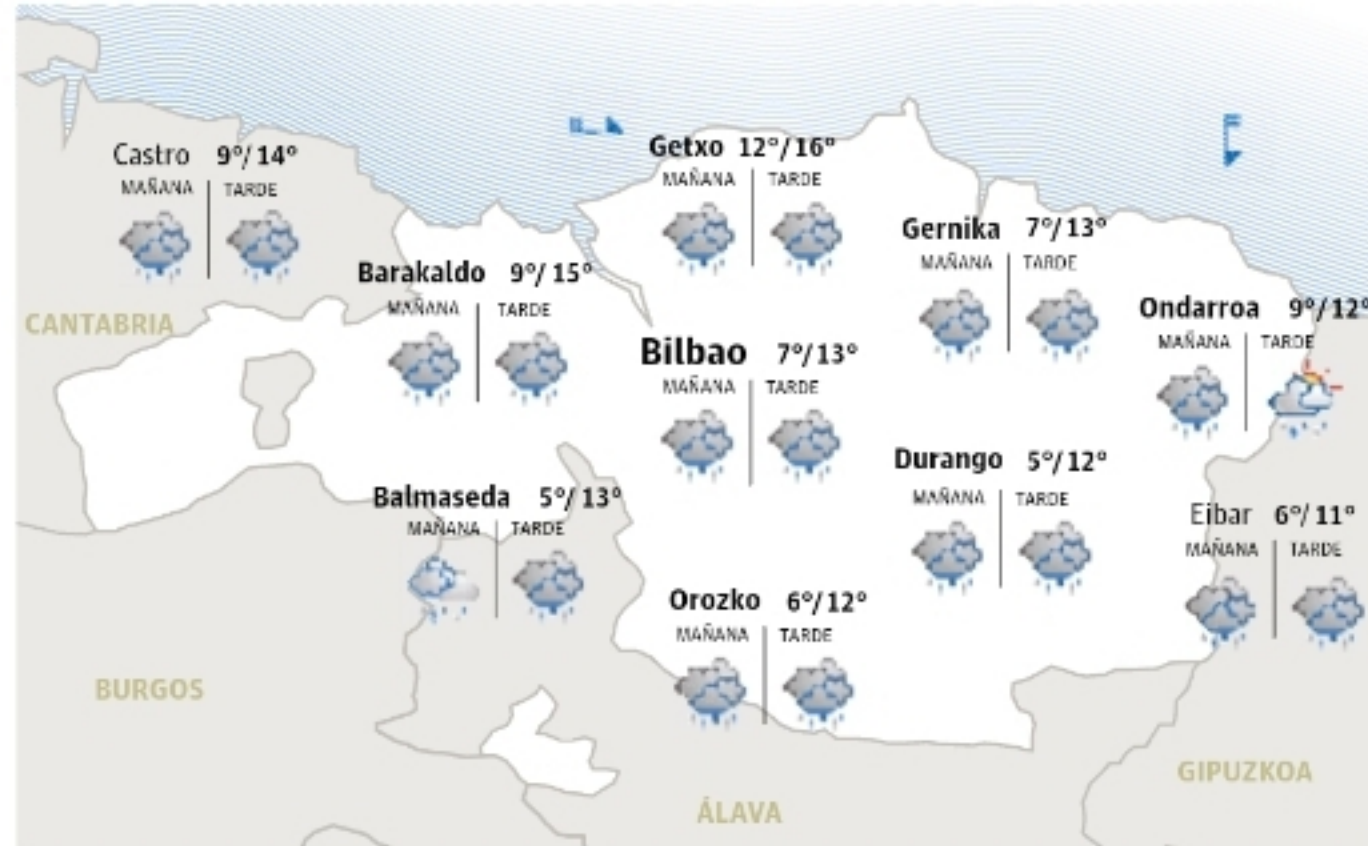 Castro 9°/14°
MAÑANA TARDE
Getxo 12°/16°
MAÑANA TARDE
Gernika 7°/13°
MAÑANA TARDE
Barakaldo 9°/15°
MAÑANA TARDE
Ondarroa 9°/12°
MAÑANA TARDE
CANTABRIA
Bilbao 7°/13°
MAÑANA TARDE
Durango 5°/12°
MAÑANA TARDE
Balmaseda 5°/13°
MAÑANA TARDE
Eibar 6°/11°
MAÑANA TARDE
Orozko 6°/12°
MAÑANA TARDE
BURGOS
GIPUZKOA
ÁLAVA